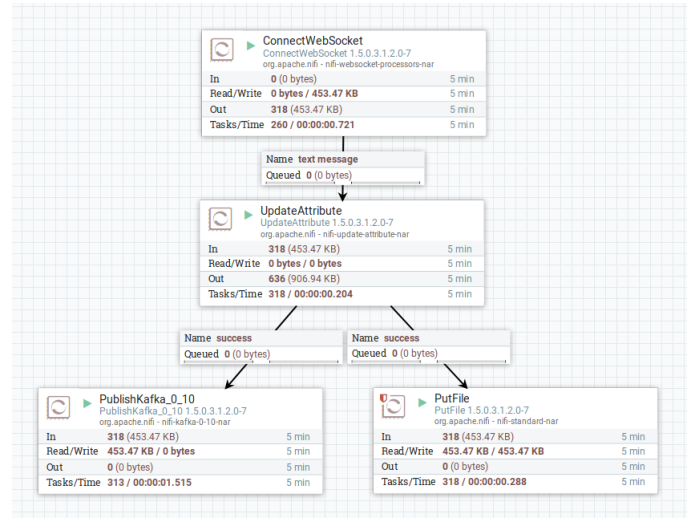 ConnectWebSocket
ConnectWebSocket 1.5.0.3.1.2.0-7
org.apache.nifi - nifi-websocket-processors-nar
In 0 (0 bytes) 5 min
Read/Write 0 bytes / 453.47 KB 5 min
Out 318 (453.47 KB) 5 min
Tasks/Time 260 / 00:00:00.721 5 min
Name text message
Queued 0 (0 bytes)
UpdateAttribute
UpdateAttribute 1.5.0.3.1.2.0-7
org.apache.nifi - nifi-update-attribute-nar
In 318 (453.47 KB) 5 min
Read/Write 0 bytes / 0 bytes 5 min
Out 636 (906.94 KB) 5 min
Tasks/Time 318 / 00:00:00.204 5 min
Name success
Queued 0 (0 bytes)
Name success
Queued 0 (0 bytes)
PublishKafka_0_10
PublishKafka_0_10 1.5.0.3.1.2.0-7
org.apache.nifi - nifi-kafka-0-10-nar
In 318 (453.47 KB) 5 min
Read/Write 453.47 KB / 0 bytes 5 min
Out 0 (0 bytes) 5 min
Tasks/Time 313 / 00:00:01.515 5 min
PutFile
PutFile 1.5.0.3.1.2.0-7
org.apache.nifi - nifi-standard-nar
In 318 (453.47 KB) 5 min
Read/Write 453.47 KB / 453.47 KB 5 min
Out 0 (0 bytes) 5 min
Tasks/Time 318 / 00:00:00.288 5 min